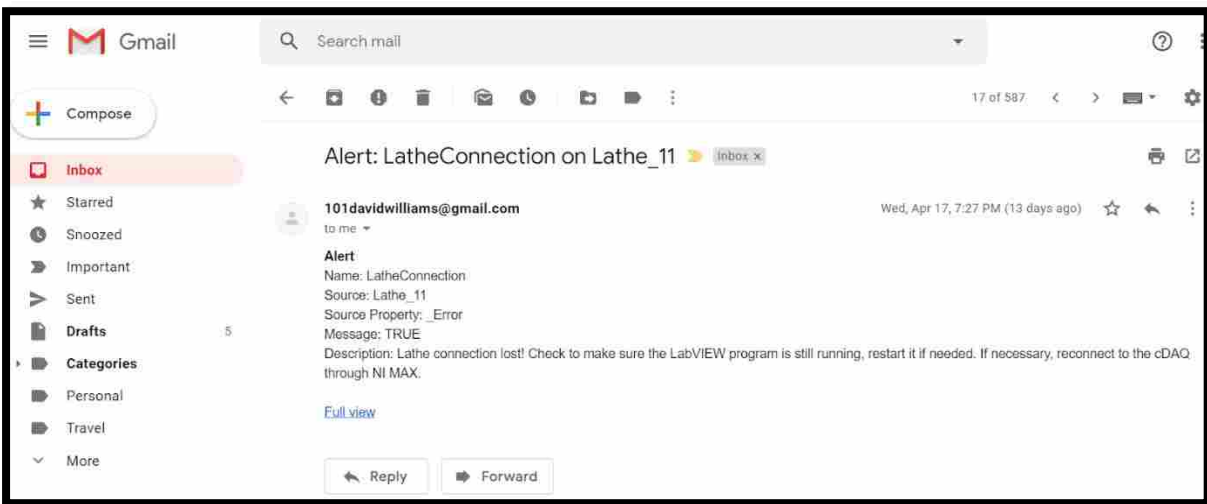 Gmail
Search mail
Compose
17 of 587
Inbox
Starred
Snoozed
Important
Sent
Drafts 5
Categories
Personal
Travel
More
Alert: LatheConnection on Lathe_11 Inbox x
101davidwilliams@gmail.com Wed, Apr 17, 7:27 PM (13 days ago)
to me
Alert
Name: LatheConnection
Source: Lathe_11
Source Property: _Error
Message: TRUE
Description: Lathe connection lost! Check to make sure the LabVIEW program is still running, restart it if needed. If necessary, reconnect to the cDAQ
through NI MAX.
Full view
Reply Forward